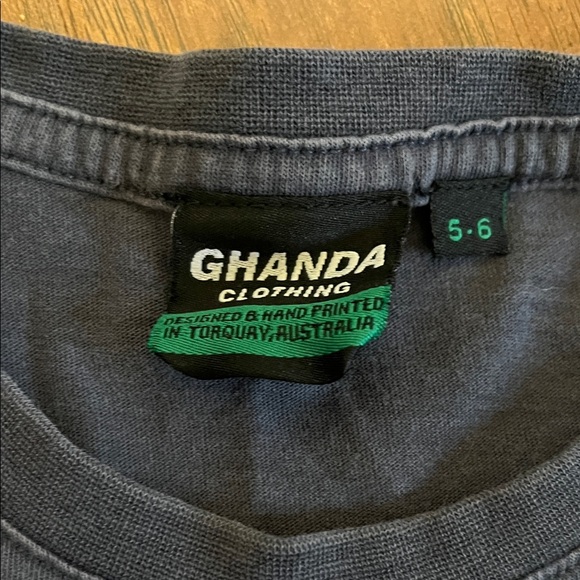 GHANDA
CLOTHING
DESIGNED & HAND PRINTED
IN TORQUAY, AUSTRALIA
5·6